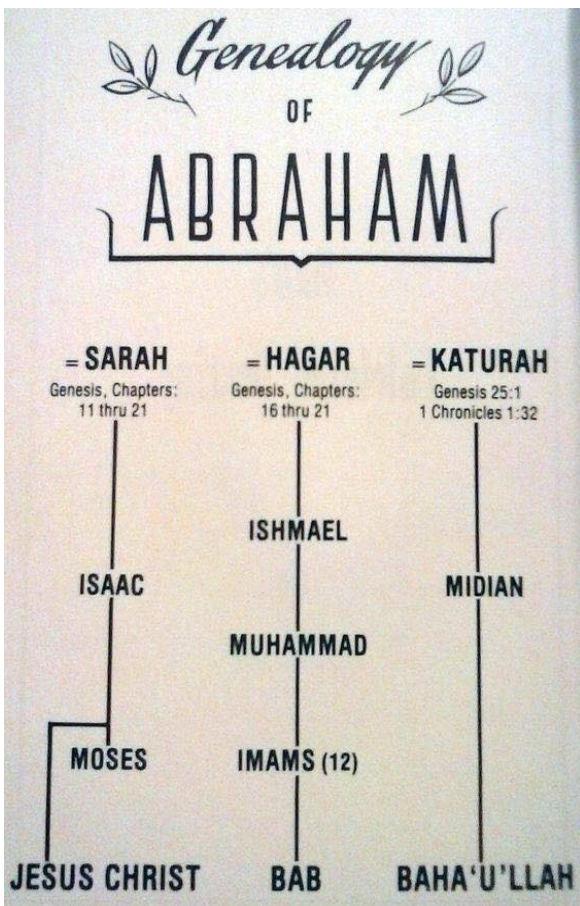 Genealogy
OF
ABRAHAM
= SARAH
Genesis, Chapters:
11 thru 21
= HAGAR
Genesis, Chapters:
16 thru 21
= KATURAH
Genesis 25:1
1 Chronicles 1:32
ISHMAEL
ISAAC
MIDIAN
MUHAMMAD
MOSES
IMAMS (12)
JESUS CHRIST
BAB
BAHA'U'LLAH